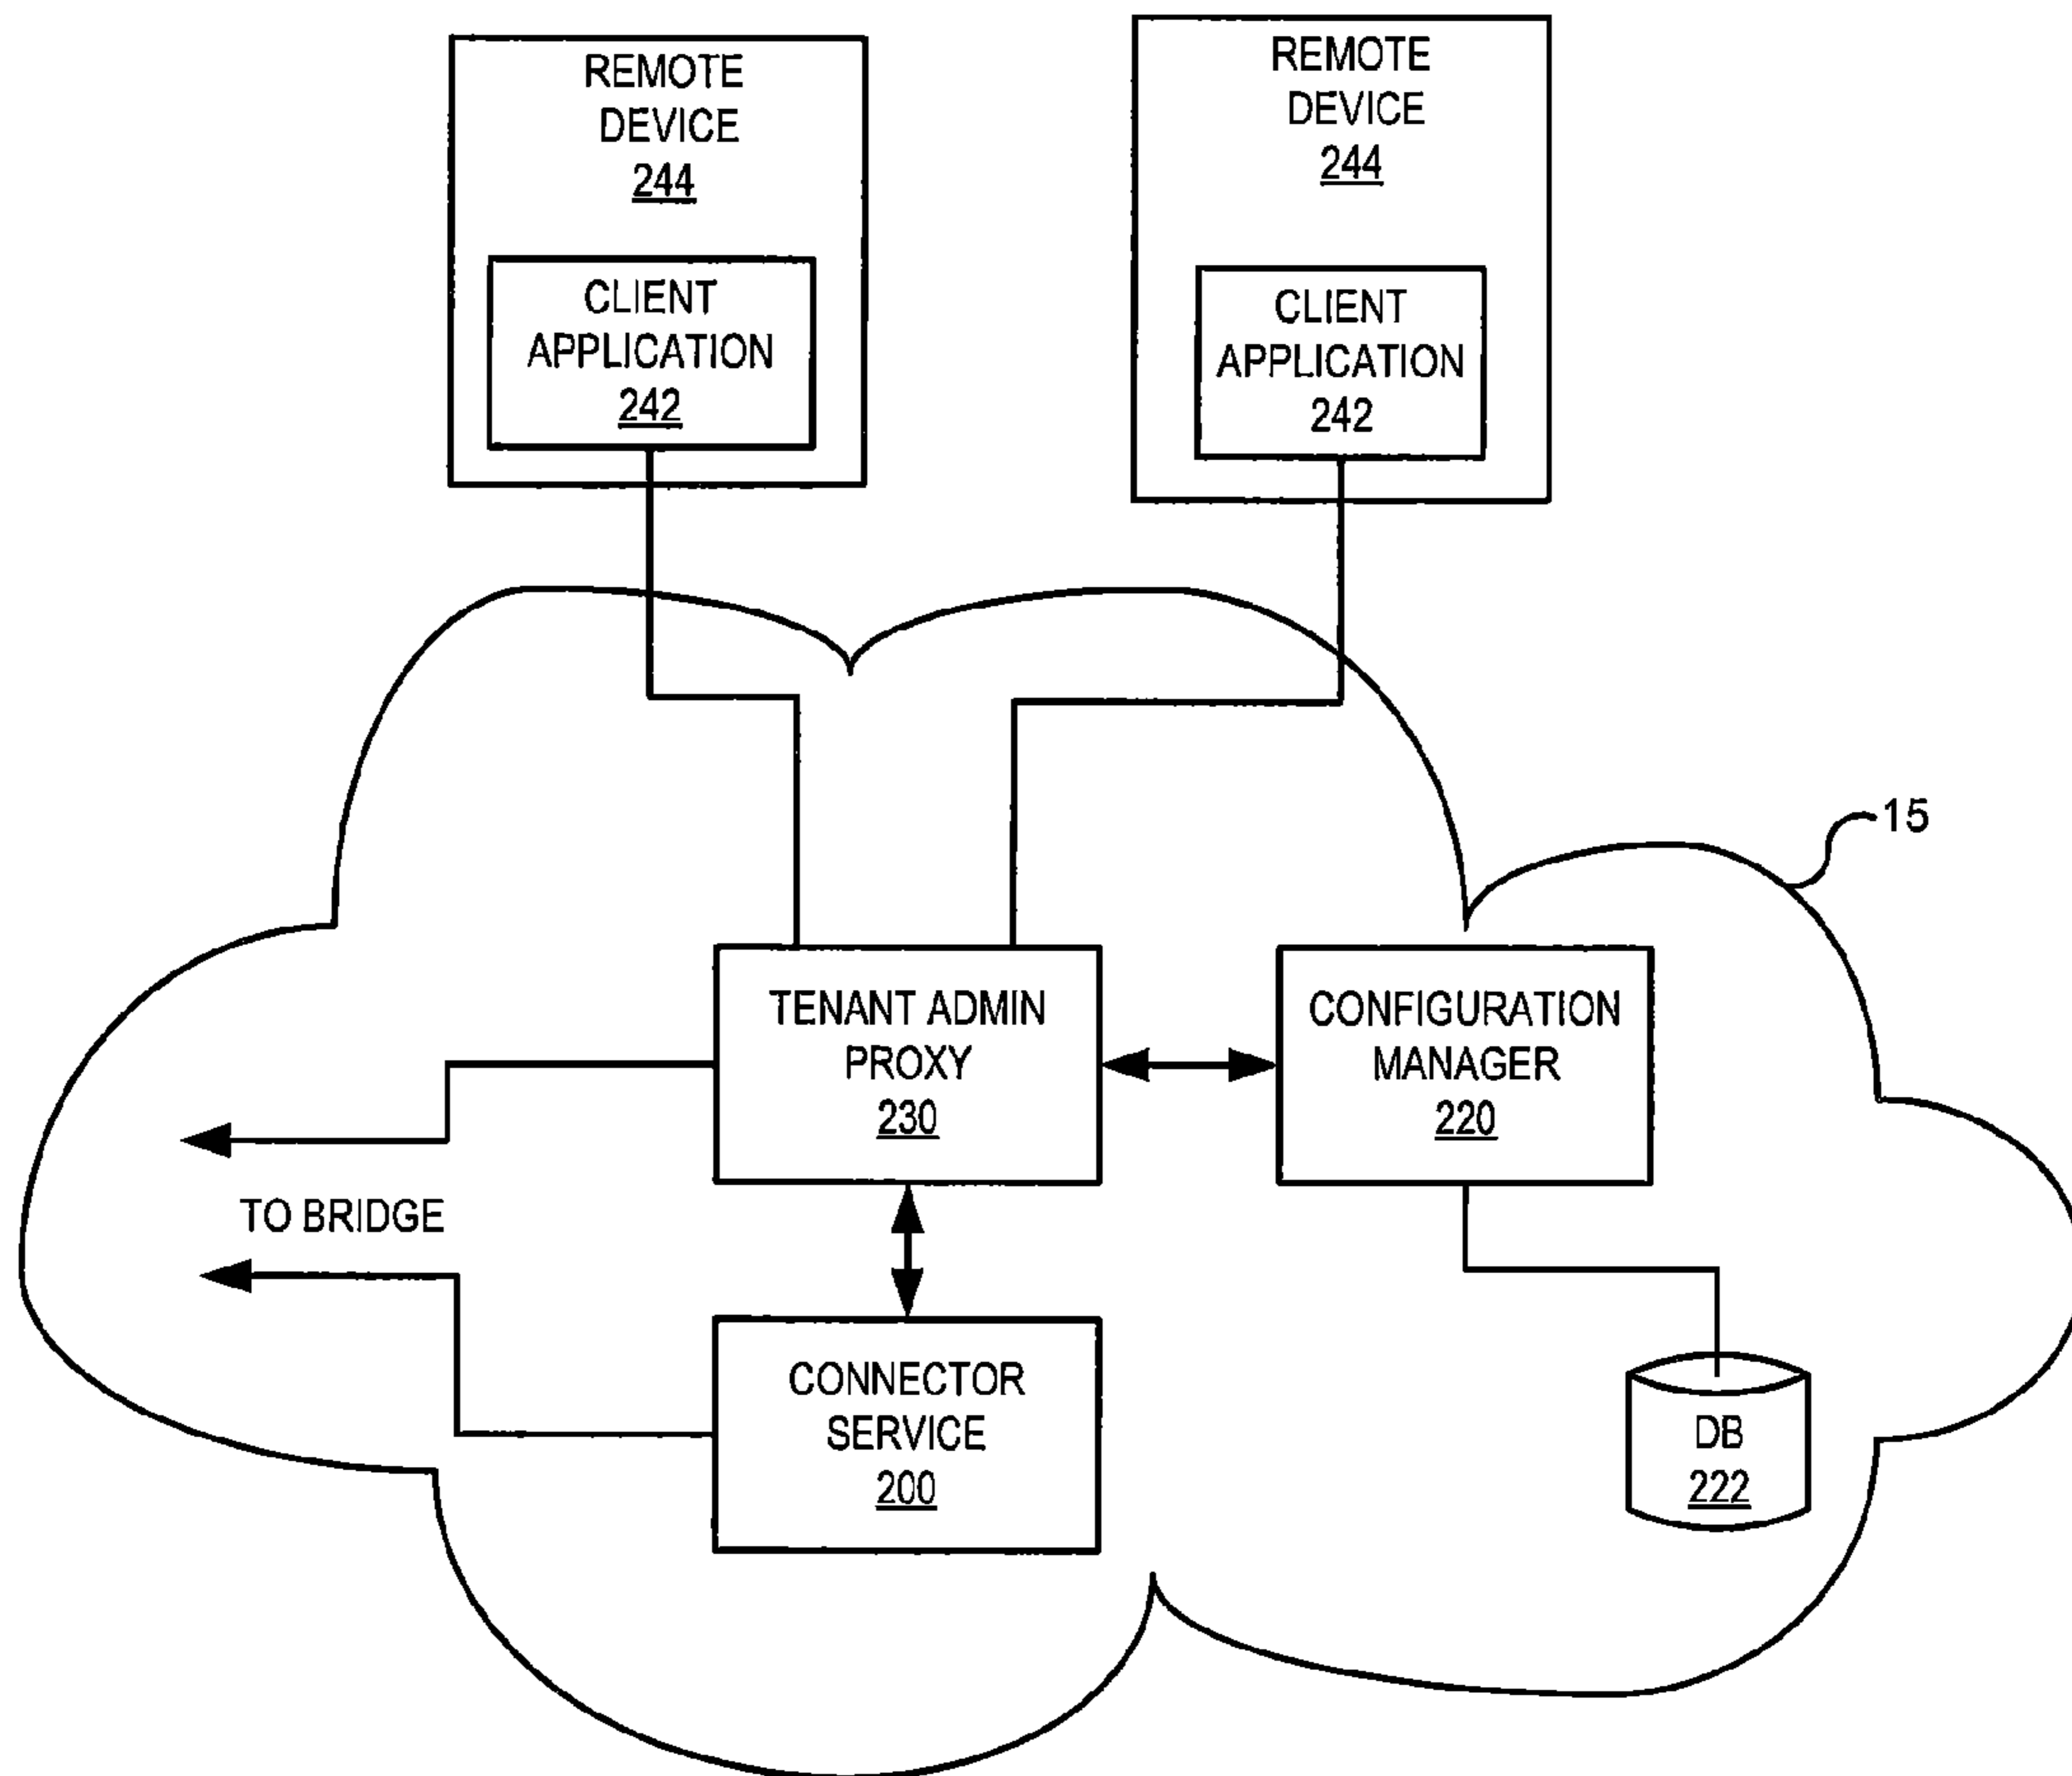 REMOTE
DEVICE
244
CLIENT
APPLICATION
242
REMOTE
DEVICE
244
CLIENT
APPLICATION
242
15
TENANT ADMIN
PROXY
230
CONFIGURATION
MANAGER
220
TO BRIDGE
CONNECTOR
SERVICE
200
DB
222